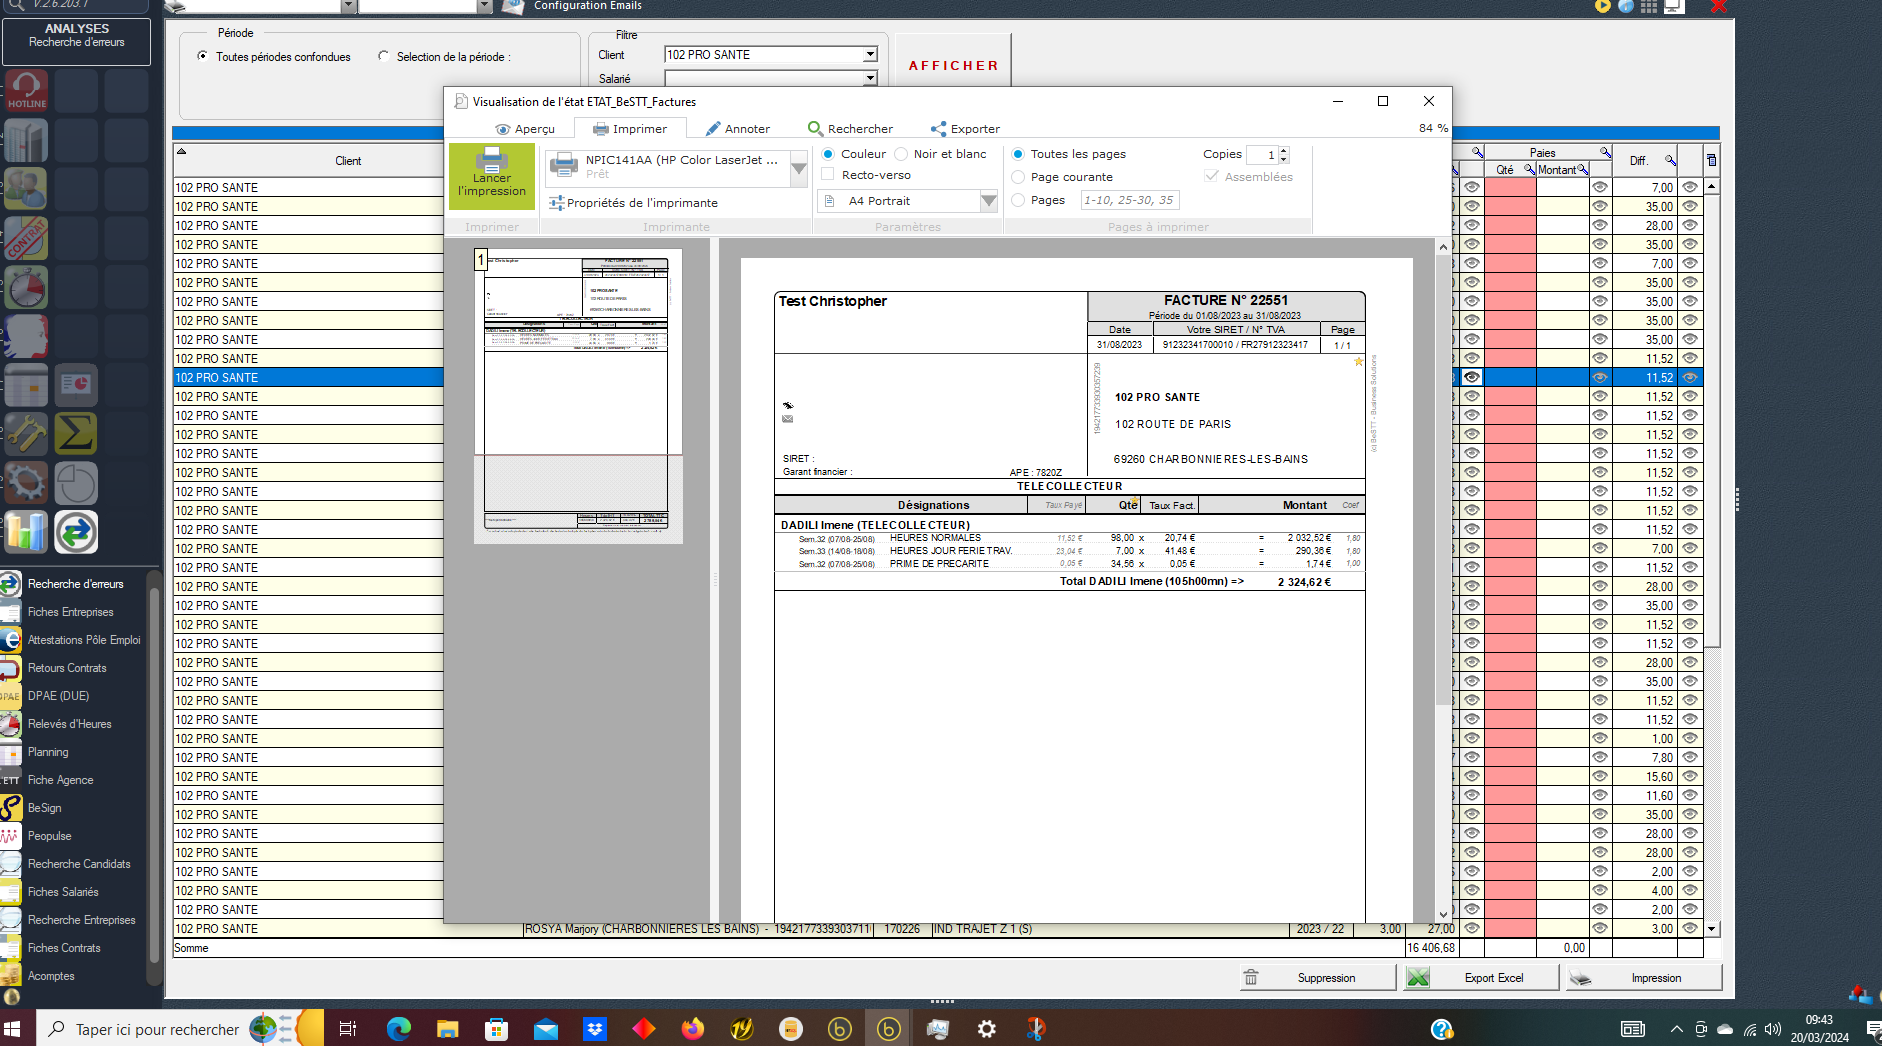 V.2.6.203.1
Configuration Emails
ANALYSES
Recherche d'erreurs
HOTLINE
CONTRAT
Recherche d'erreurs
Fiches Entreprises
Attestations Pôle Emploi
Retours Contrats
DPAE (DUE)
Relevés d'Heures
Planning
Fiche Agence
BeSign
Peopulse
Recherche Candidats
Fiches Salariés
Recherche Entreprises
Fiches Contrats
Acomptes
Période
Toutes périodes confondues
Selection de la période :
Filtre
Client
102 PRO SANTE
Salarié
AFFICHER
Client
Paies
Qté
Montant
Diff.
102 PRO SANTE 7,00
102 PRO SANTE 35,00
102 PRO SANTE 28,00
102 PRO SANTE 35,00
102 PRO SANTE 7,00
102 PRO SANTE 35,00
102 PRO SANTE 35,00
102 PRO SANTE 35,00
102 PRO SANTE 35,00
102 PRO SANTE 11,52
102 PRO SANTE 11,52
102 PRO SANTE 11,52
102 PRO SANTE 11,52
102 PRO SANTE 11,52
102 PRO SANTE 11,52
102 PRO SANTE 11,52
102 PRO SANTE 11,52
102 PRO SANTE 11,52
102 PRO SANTE 11,52
102 PRO SANTE 7,00
102 PRO SANTE 11,52
102 PRO SANTE 28,00
102 PRO SANTE 35,00
102 PRO SANTE 11,52
102 PRO SANTE 11,52
102 PRO SANTE 28,00
102 PRO SANTE 35,00
102 PRO SANTE 11,52
102 PRO SANTE 11,52
102 PRO SANTE 1,00
102 PRO SANTE 7,80
102 PRO SANTE 15,60
102 PRO SANTE 11,60
102 PRO SANTE 35,00
102 PRO SANTE 28,00
102 PRO SANTE 28,00
102 PRO SANTE 2,00
102 PRO SANTE 4,00
102 PRO SANTE 2,00
102 PRO SANTE ROSYA Marjory (CHARBONNIERES LES BAINS) - 1942177339303711 170226 IND TRAJET Z 1 (S) 2023 / 22 3,00 27,00 3,00
Somme 16 406,68 0,00
Suppression
Export Excel
Impression
Visualisation de l'état ETAT_BeSTT_Factures
Aperçu
Imprimer
Annoter
Rechercher
Exporter
84 %
Lancer
l'impression
NPIC141AA (HP Color LaserJet ...
Prêt
Propriétés de l'imprimante
Couleur
Noir et blanc
Recto-verso
A4 Portrait
Toutes les pages
Page courante
Pages
1-10, 25-30, 35
Copies 1
Assemblées
Imprimer
Imprimante
Paramètres
Pages à imprimer
1
Test Christopher
FACTURE N° 22551
Période du 01/08/2023 au 31/08/2023
Date Votre SIRET / N° TVA Page
31/08/2023 91232341700010 / FR27912323417 1 / 1
1942177339303572​39
(c) BeSTT - Business Solutions
102 PRO SANTE
102 ROUTE DE PARIS
69260 CHARBONNIERES-LES-BAINS
SIRET :
Garant financier :
APE : 7820Z
TELECOLLECTEUR
Désignations Taux Payé Qté Taux Fact. Montant Coef
DADILI Imene (TELECOLLECTEUR)
Sem.32 (07/08-25/08) HEURES NORMALES 11,52 € 98,00 x 20,74 € = 2 032,52 € 1,80
Sem.33 (14/08-18/08) HEURES JOUR FERIE TRAV. 23,04 € 7,00 x 41,48 € = 290,36 € 1,80
Sem.32 (07/08-25/08) PRIME DE PRECARITE 0,05 € 34,56 x 0,05 € = 1,74 € 1,00
Total DADILI Imene (105h00mn) => 2 324,62 €
Taper ici pour rechercher
09:43
20/03/2024